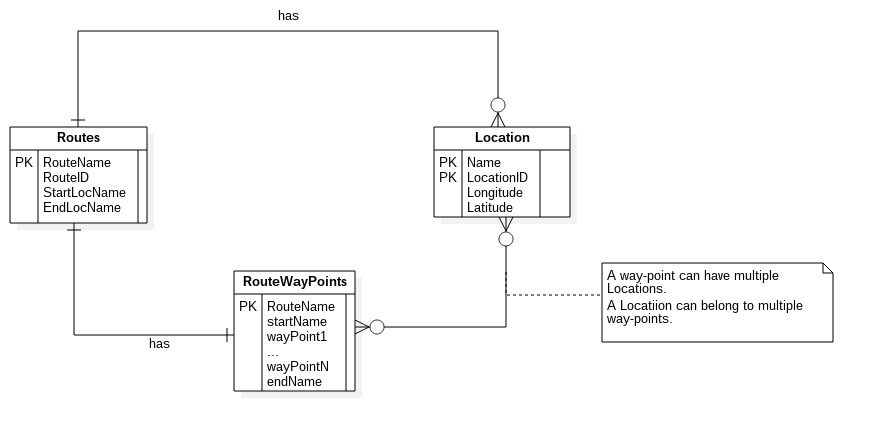 has
Routes
PK RouteName
RouteID
StartLocName
EndLocName
Location
PK Name
PK LocationID
Longitude
Latitude
RouteWayPoints
PK RouteName
startName
wayPoint1
...
wayPointN
endName
has
A way-point can have multiple
Locations.
A Locatiion can belong to multiple
way-points.